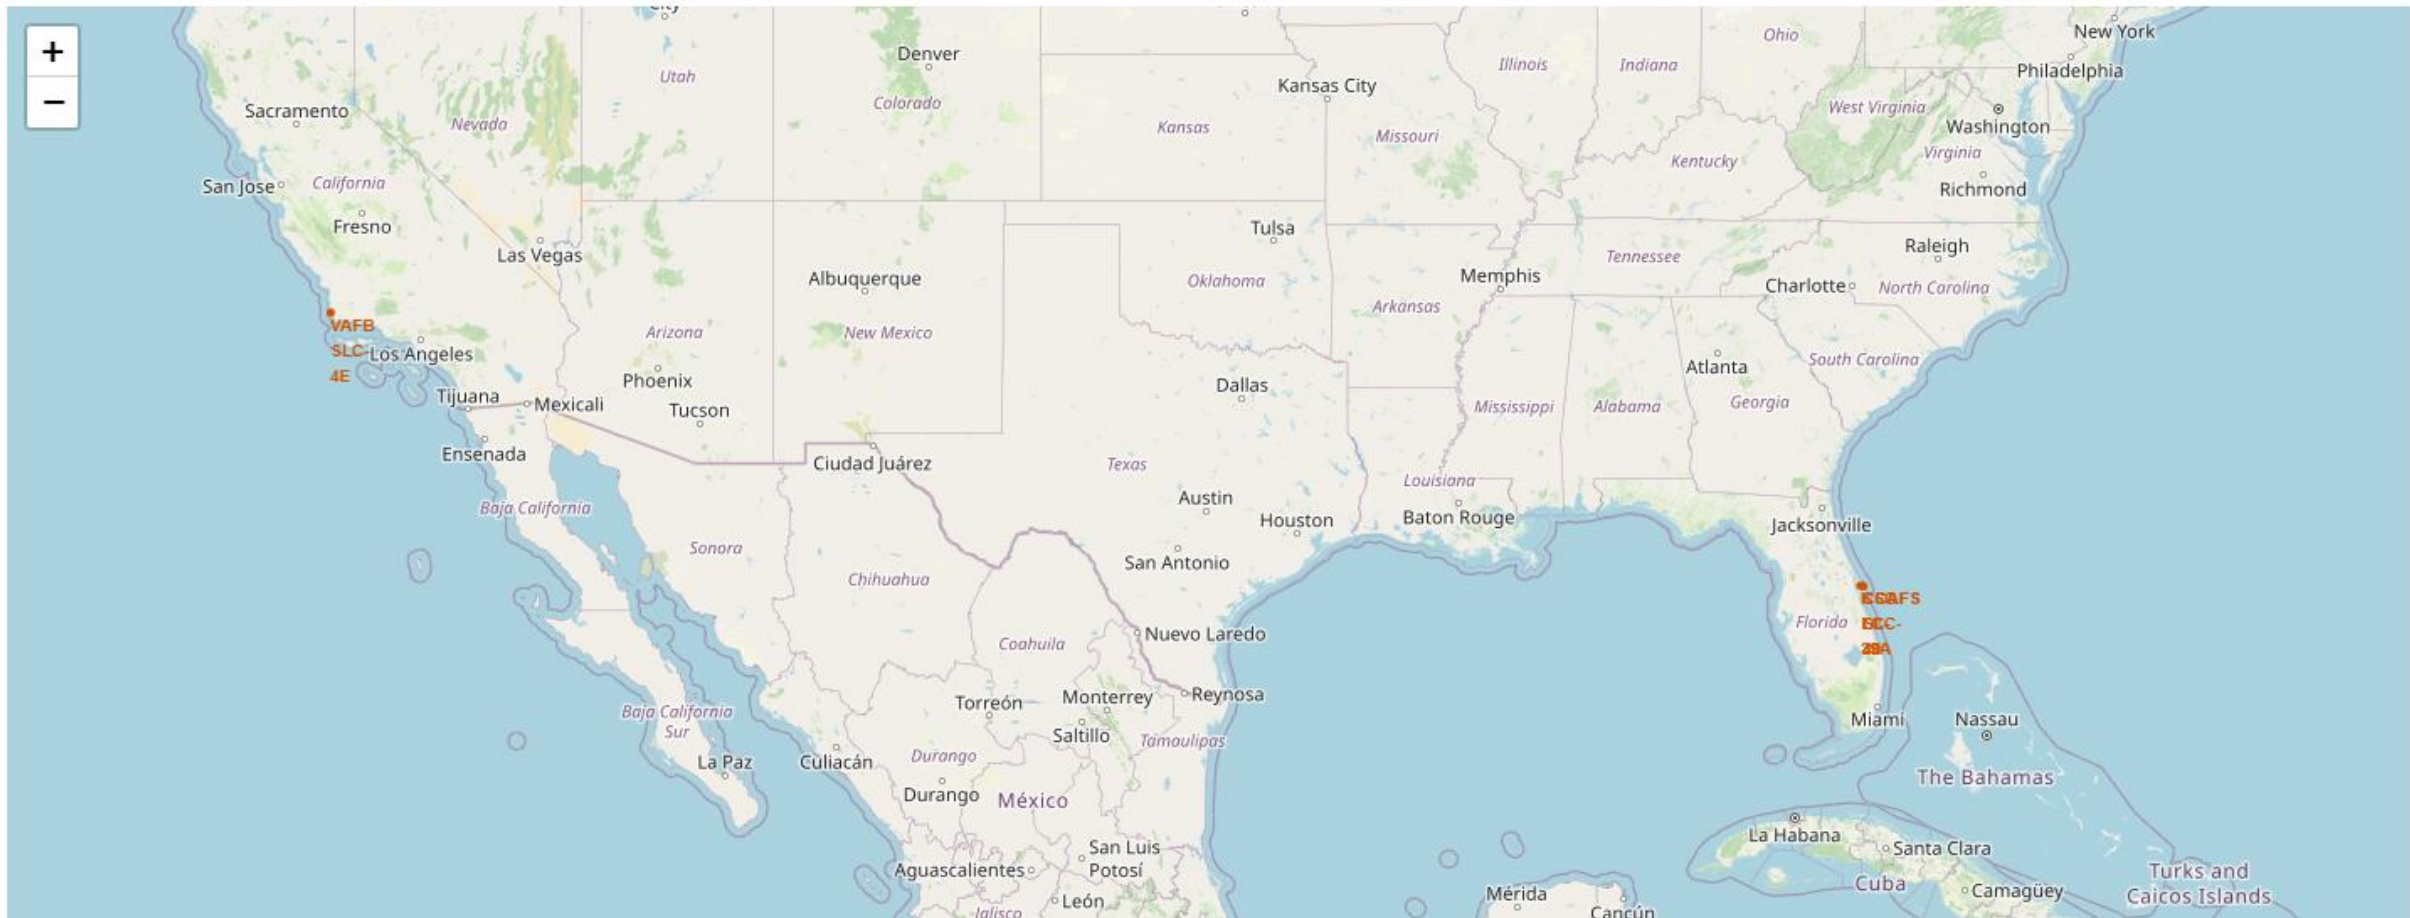 City
New York
Denver
Ohio
Utah
Illinois
Indiana
Philadelphia
Kansas City
Colorado
Sacramento
West Virginia
Nevada
Kansas
Missouri
Washington
Virginia
Kentucky
San Jose
California
Richmond
Fresno
Tulsa
Las Vegas
Raleigh
Tennessee
Albuquerque
Oklahoma
Memphis
Charlotte
North Carolina
Arkansas
VAFB
SLC-
4E
Arizona
New Mexico
Los Angeles
South Carolina
Atlanta
Phoenix
Dallas
Tijuana
Mexicali
Tucson
Mississippi
Alabama
Georgia
Ensenada
Ciudad Juárez
Texas
Louisiana
Austin
Baja California
Houston
Baton Rouge
Jacksonville
Sonora
San Antonio
Chihuahua
Florida
Nuevo Laredo
Coahuila
Torreón
Monterrey
Reynosa
Baja California
Sur
Miami
Nassau
Saltillo
Tamaulipas
La Paz
Culiacán
Durango
The Bahamas
Durango
México
La Habana
San Luis
Potosí
Santa Clara
Aguascalientes
Turks and
Caicos Islands
Cuba
Camagüey
Mérida
León
Jalisco
Cancún
+
−